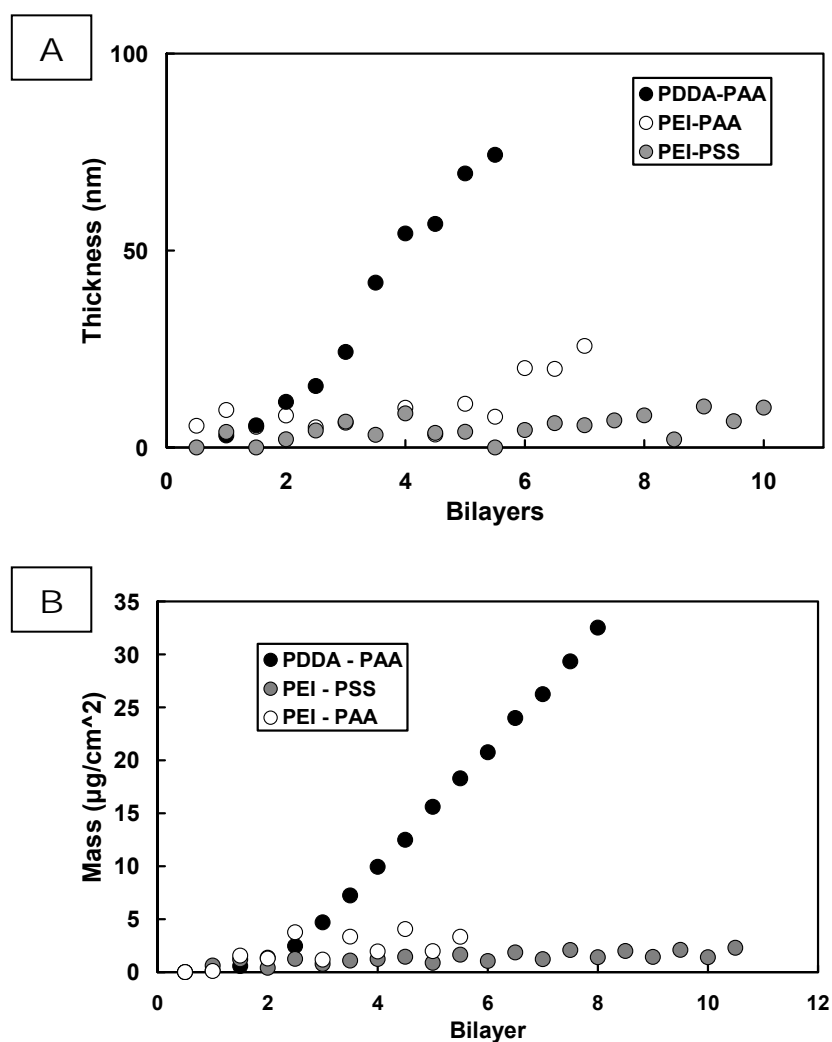 A
100
50
0
Thickness (nm)
PDDA-PAA
PEI-PAA
PEI-PSS
0 2 4 6 8 10
Bilayers
B
35
30
25
20
15
10
5
0
Mass (µg/cm^2)
PDDA - PAA
PEI - PSS
PEI - PAA
0 2 4 6 8 10 12
Bilayer